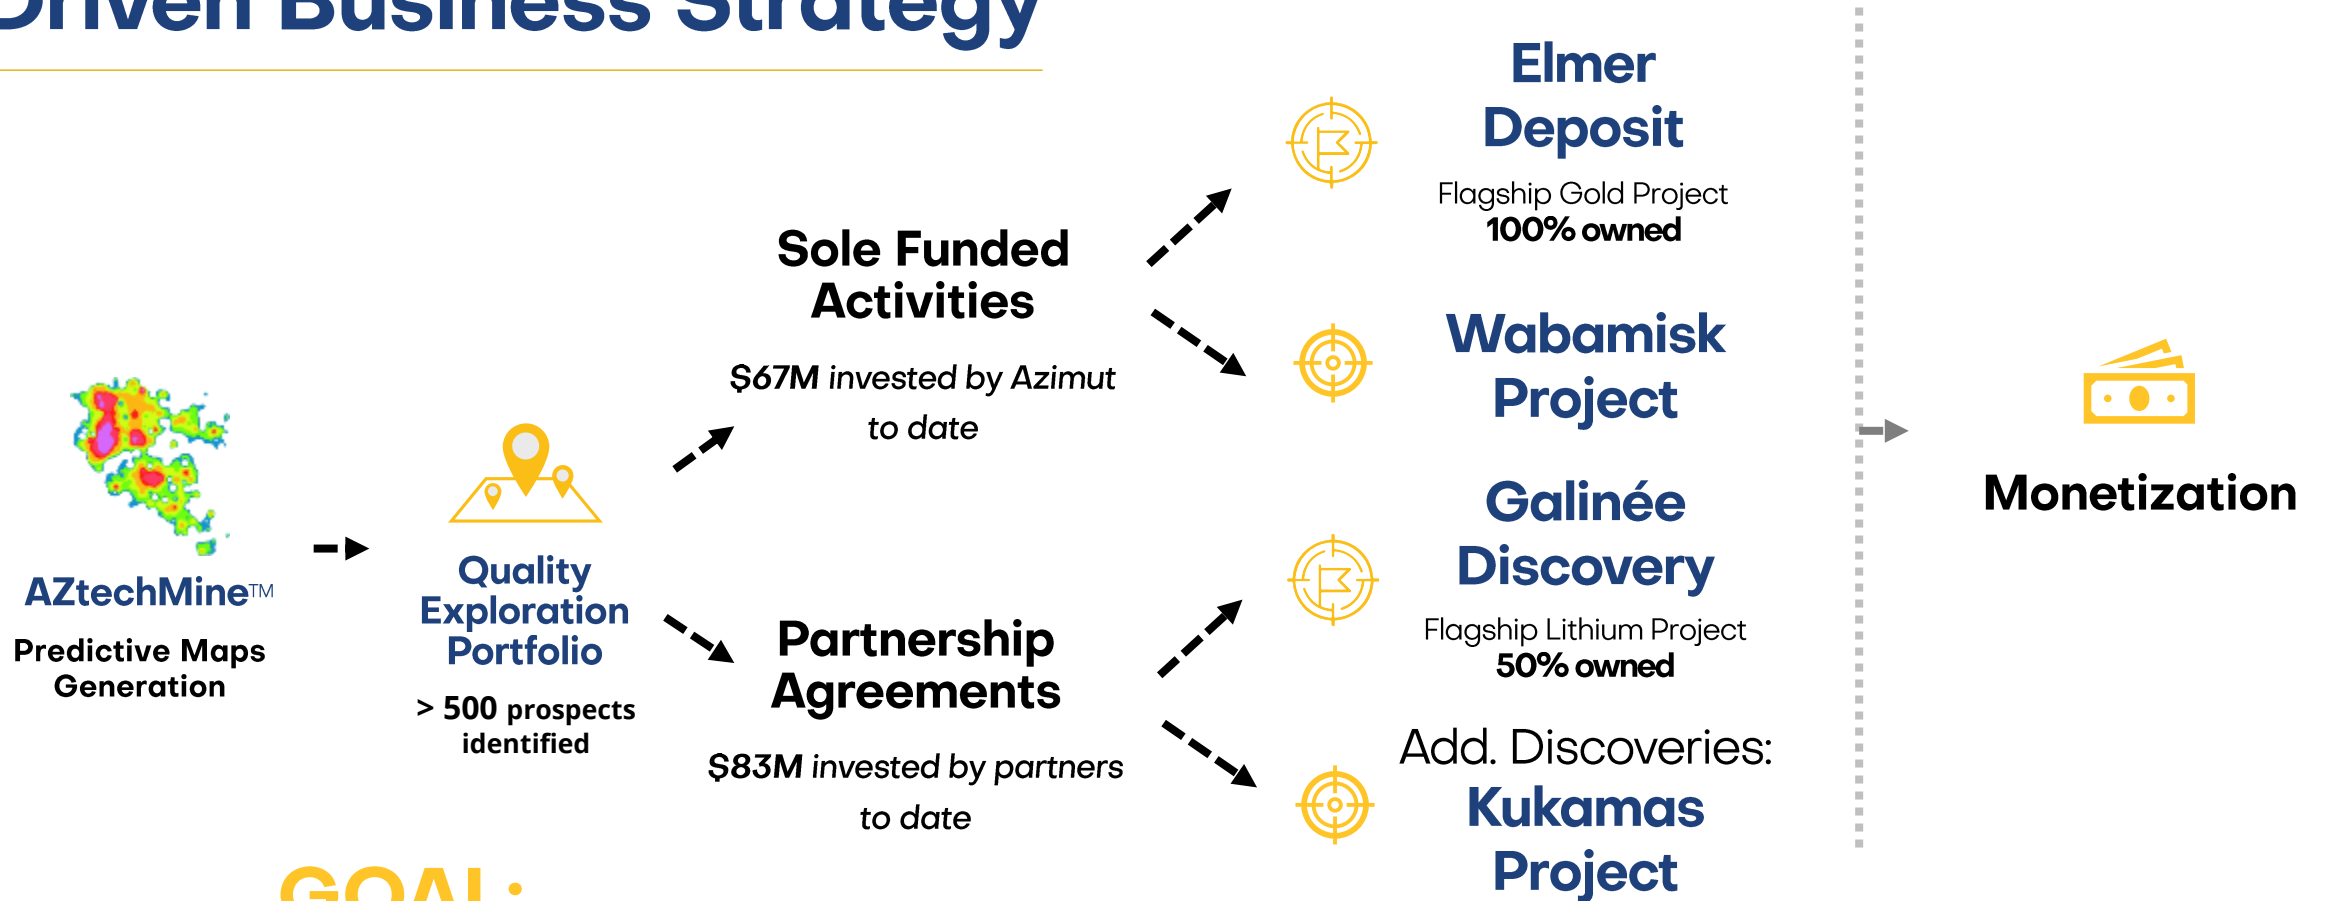 Driven Business Strategy
Elmer
Deposit
Flagship Gold Project
100% owned
Sole Funded
Activities
$67M invested by Azimut
to date
Wabamisk
Project
AZtechMine™
Predictive Maps
Generation
Quality
Exploration
Portfolio
> 500 prospects
identified
Partnership
Agreements
$83M invested by partners
to date
Galinée
Discovery
Flagship Lithium Project
50% owned
Add. Discoveries:
Kukamas
Project
Monetization
GOAL: